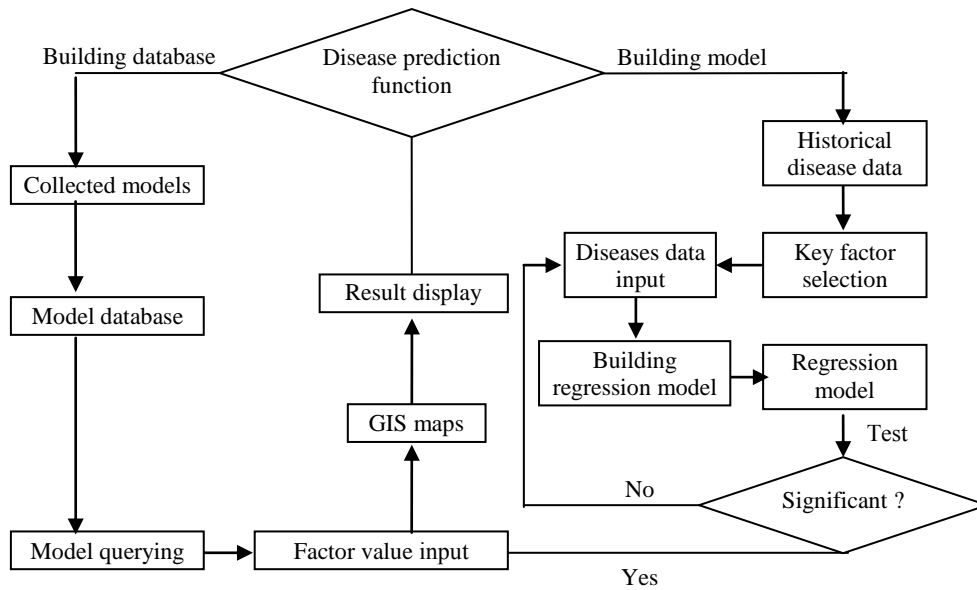 Building database
Disease prediction
function
Building model
Historical
disease data
Collected models
Diseases data
input
Key factor
selection
Result display
Model database
Building
regression model
Regression
model
GIS maps
Test
No
Significant ?
Model querying
Factor value input
Yes